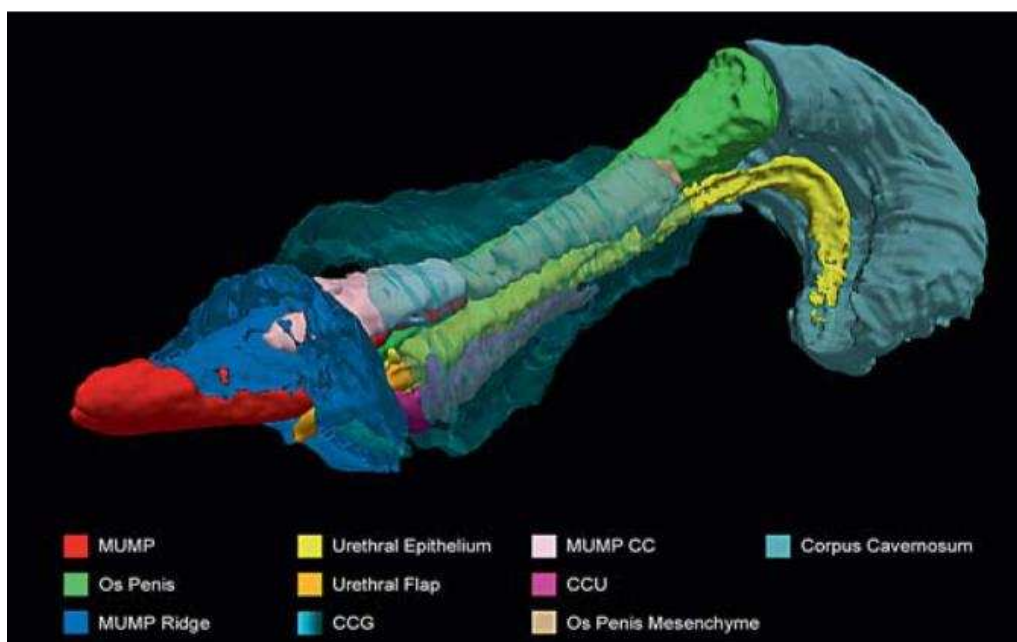 MUMP
Urethral Epithelium
MUMP CC
Corpus Cavernosum
Os Penis
Urethral Flap
CCU
MUMP Ridge
CCG
Os Penis Mesenchyme